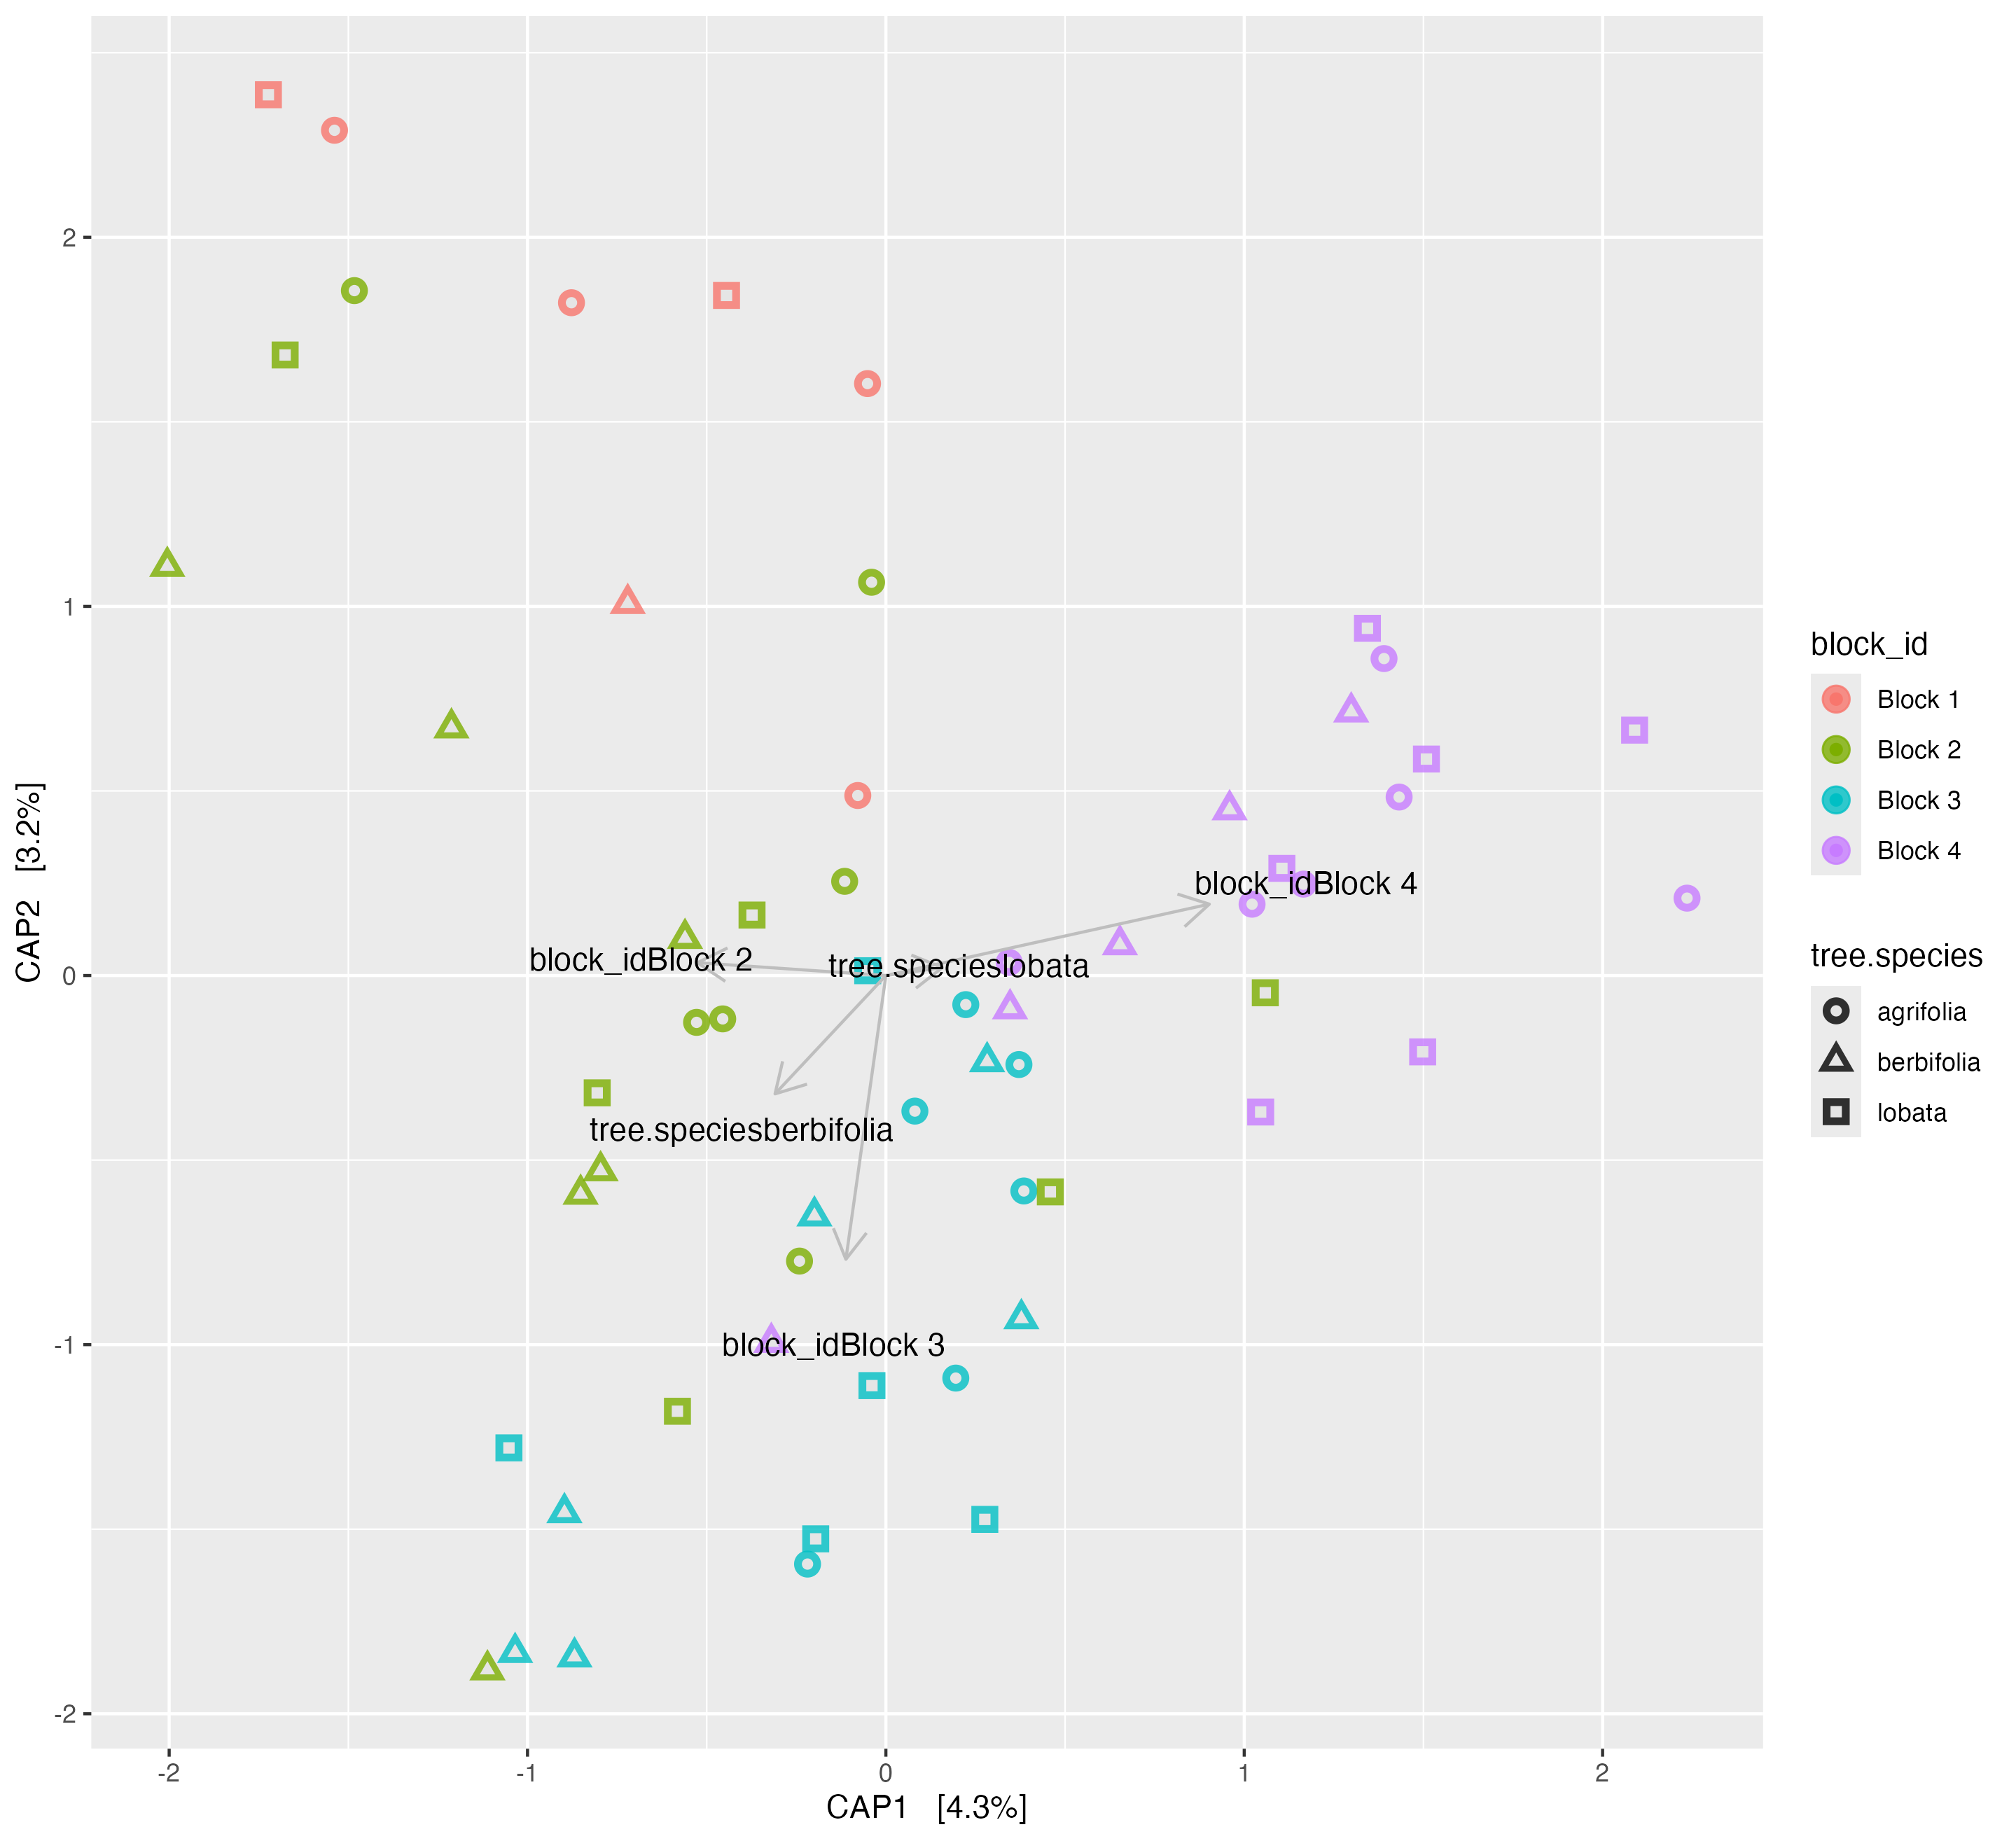 2
1
0
-1
-2
-2
-1
0
1
2
CAP2 [3.2%]
CAP1 [4.3%]
block_idBlock 4
block_idBlock 2
tree.specieslobata
tree.speciesberbifolia
block_idBlock 3
block_id
Block 1
Block 2
Block 3
Block 4
tree.species
agrifolia
berbifolia
lobata